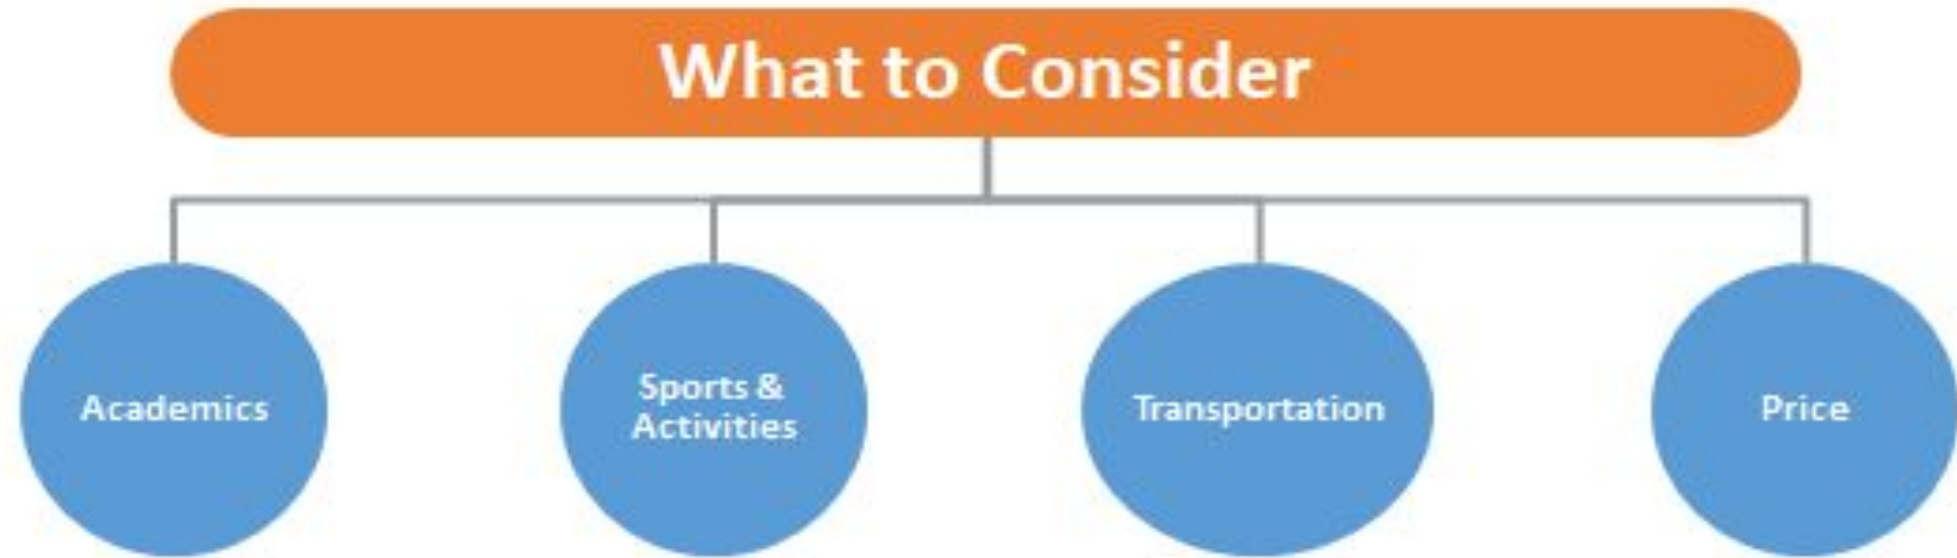 What to Consider
Academics
Sports &
Activities
Transportation
Price